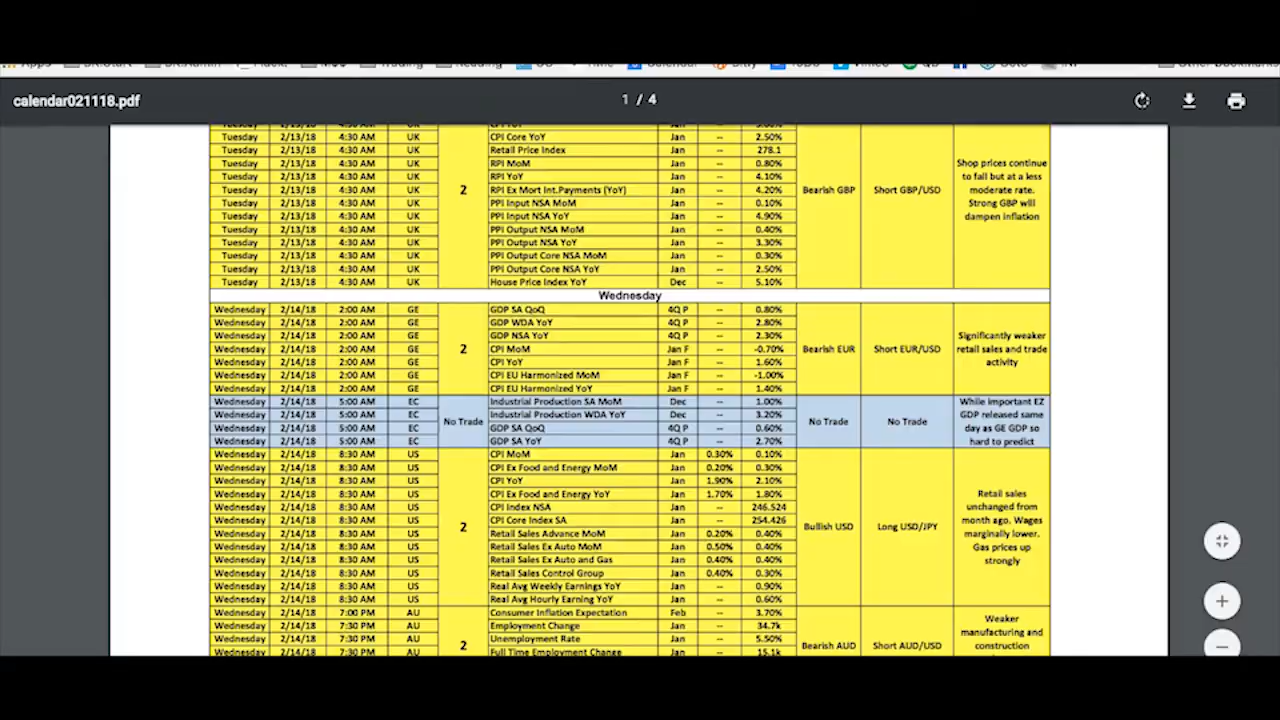 calendar021118.pdf
1 / 4
Tuesday 2/13/18 4:30 AM UK CPI Core YoY Jan -- 2.50%
Tuesday 2/13/18 4:30 AM UK Retail Price Index Jan -- 278.1
Tuesday 2/13/18 4:30 AM UK RPI MoM Jan -- 0.80% Shop prices continue
Tuesday 2/13/18 4:30 AM UK RPI YoY Jan -- 4.10% to fall but at a less
Tuesday 2/13/18 4:30 AM UK 2 RPI Ex Mort Int.Payments (YoY) Jan -- 4.20% Bearish GBP Short GBP/USD moderate rate.
Tuesday 2/13/18 4:30 AM UK PPI Input NSA MoM Jan -- 0.10% Strong GBP will
Tuesday 2/13/18 4:30 AM UK PPI Input NSA YoY Jan -- 4.90% dampen inflation
Tuesday 2/13/18 4:30 AM UK PPI Output NSA MoM Jan -- 0.40%
Tuesday 2/13/18 4:30 AM UK PPI Output NSA YoY Jan -- 3.30%
Tuesday 2/13/18 4:30 AM UK PPI Output Core NSA MoM Jan -- 0.30%
Tuesday 2/13/18 4:30 AM UK PPI Output Core NSA YoY Jan -- 2.50%
Tuesday 2/13/18 4:30 AM UK House Price Index YoY Dec -- 5.10%
Wednesday
Wednesday 2/14/18 2:00 AM GE GDP SA QoQ 4Q P -- 0.80%
Wednesday 2/14/18 2:00 AM GE GDP WDA YoY 4Q P -- 2.80%
Wednesday 2/14/18 2:00 AM GE GDP NSA YoY 4Q P -- 2.30% Significantly weaker
Wednesday 2/14/18 2:00 AM GE 2 CPI MoM Jan F -- -0.70% Bearish EUR Short EUR/USD retail sales and trade
Wednesday 2/14/18 2:00 AM GE CPI YoY Jan F -- 1.60% activity
Wednesday 2/14/18 2:00 AM GE CPI EU Harmonized MoM Jan F -- -1.00%
Wednesday 2/14/18 2:00 AM GE CPI EU Harmonized YoY Jan F -- 1.40%
Wednesday 2/14/18 5:00 AM EC Industrial Production SA MoM Dec -- 1.00% While important EZ
Wednesday 2/14/18 5:00 AM EC No Trade Industrial Production WDA YoY Dec -- 3.20% No Trade No Trade GDP released same
Wednesday 2/14/18 5:00 AM EC GDP SA QoQ 4Q P -- 0.60% day as GE GDP so
Wednesday 2/14/18 5:00 AM EC GDP SA YoY 4Q P -- 2.70% hard to predict
Wednesday 2/14/18 8:30 AM US CPI MoM Jan 0.30% 0.10%
Wednesday 2/14/18 8:30 AM US CPI Ex Food and Energy MoM Jan 0.20% 0.30%
Wednesday 2/14/18 8:30 AM US CPI YoY Jan 1.90% 2.10%
Wednesday 2/14/18 8:30 AM US CPI Ex Food and Energy YoY Jan 1.70% 1.80% Retail sales
Wednesday 2/14/18 8:30 AM US CPI Index NSA Jan -- 246.524 unchanged from
Wednesday 2/14/18 8:30 AM US 2 CPI Core Index SA Jan -- 254.426 Bullish USD Long USD/JPY month ago. Wages
Wednesday 2/14/18 8:30 AM US Retail Sales Advance MoM Jan 0.20% 0.40% marginally lower.
Wednesday 2/14/18 8:30 AM US Retail Sales Ex Auto MoM Jan 0.50% 0.40% Gas prices up
Wednesday 2/14/18 8:30 AM US Retail Sales Ex Auto and Gas Jan 0.40% 0.40% strongly
Wednesday 2/14/18 8:30 AM US Retail Sales Control Group Jan 0.40% 0.30%
Wednesday 2/14/18 8:30 AM US Real Avg Weekly Earnings YoY Jan -- 0.90%
Wednesday 2/14/18 8:30 AM US Real Avg Hourly Earning YoY Jan -- 0.60%
Wednesday 2/14/18 7:00 PM AU Consumer Inflation Expectation Feb -- 3.70% Weaker
Wednesday 2/14/18 7:30 PM AU Employment Change Jan -- 34.7k manufacturing and
Wednesday 2/14/18 7:30 PM AU 2 Unemployment Rate Jan -- 5.50% Bearish AUD Short AUD/USD construction
Wednesday 2/14/18 7:30 PM AU Full Time Employment Change Jan -- 15.1k